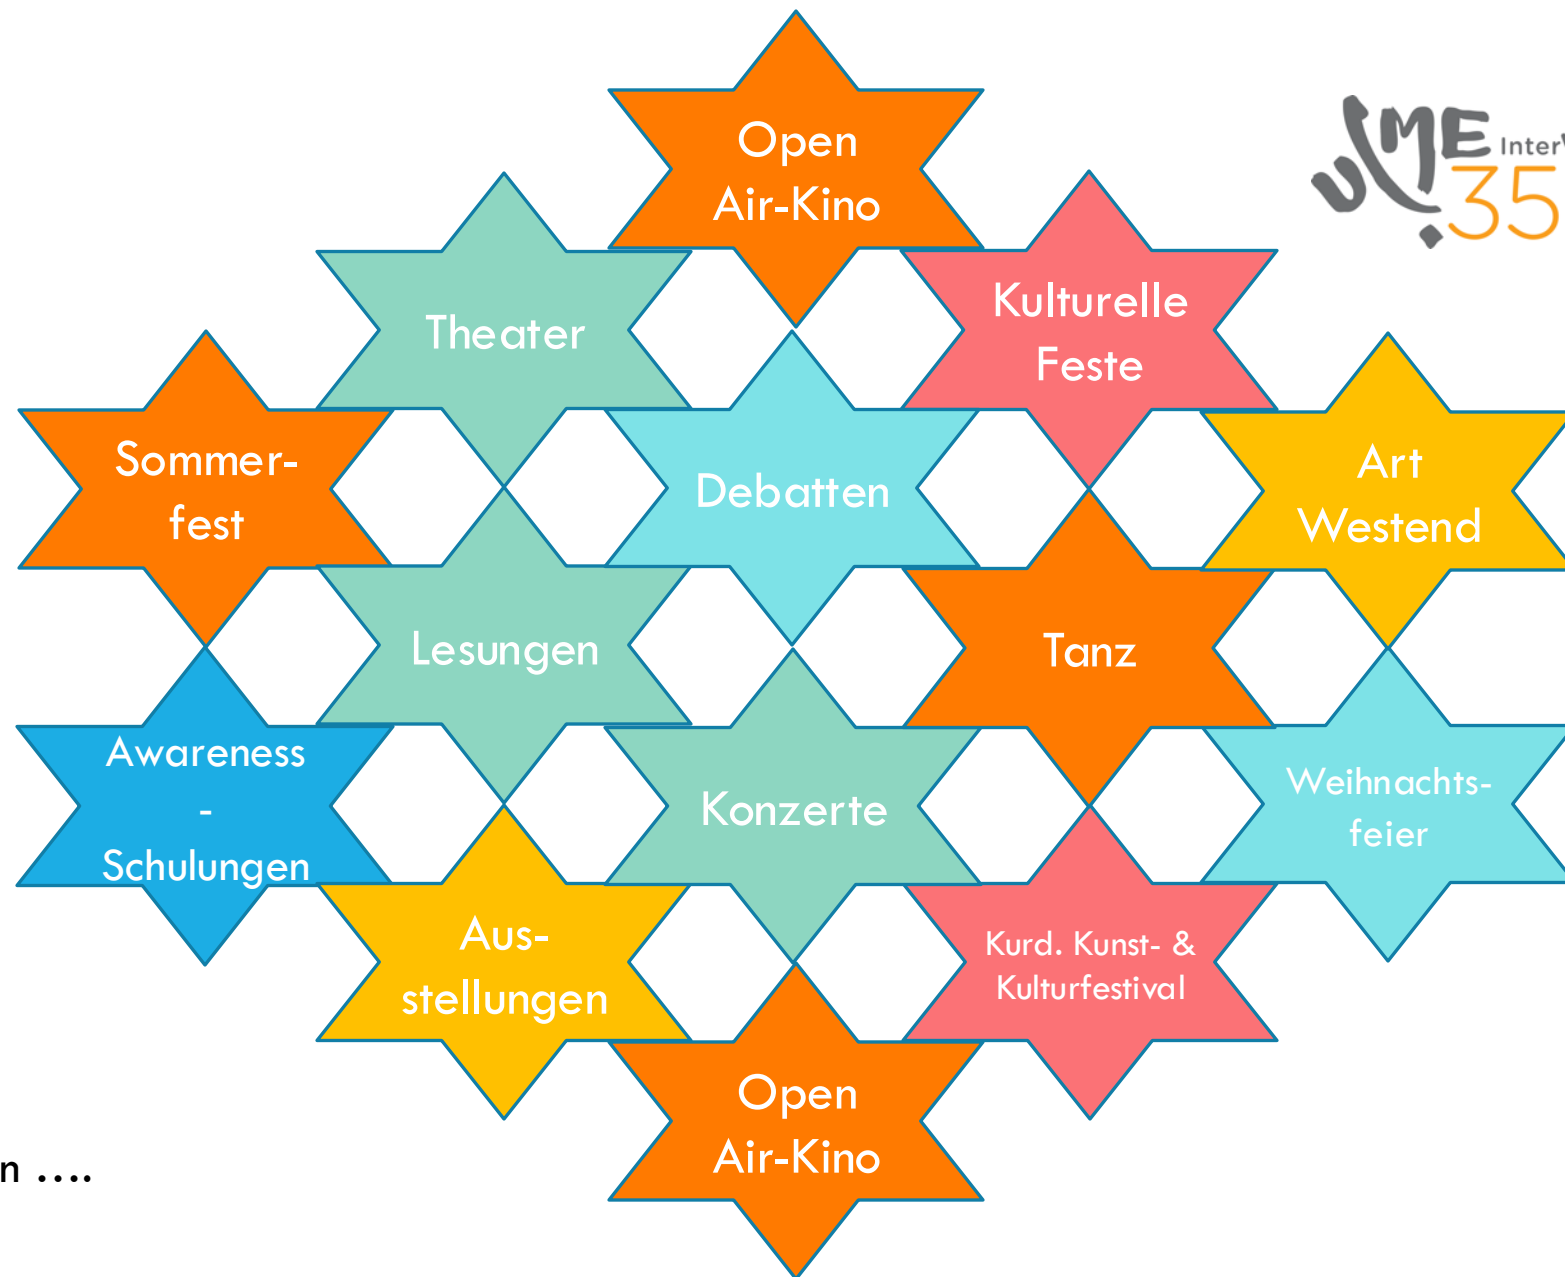 Open
Air-Kino
ME
35
Theater
Kulturelle
Feste
Sommer-
fest
Debatten
Art
Westend
Lesungen
Tanz
Awareness
-
Schulungen
Konzerte
Weihnachts-
feier
Aus-
stellungen
Kurd. Kunst- &
Kulturfestival
Open
Air-Kino
n ....